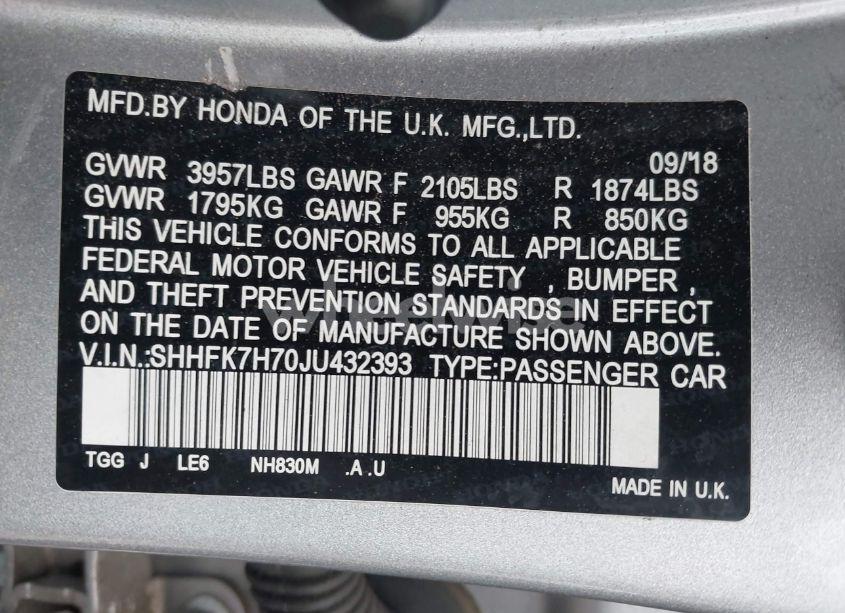 MFD.BY HONDA OF THE U.K. MFG.,LTD.
09/18
GVWR 3957LBS GAWR F 2105LBS R 1874LBS
GVWR 1795KG GAWR F 955KG R 850KG
THIS VEHICLE CONFORMS TO ALL APPLICABLE
FEDERAL MOTOR VEHICLE SAFETY , BUMPER ,
AND THEFT PREVENTION STANDARDS IN EFFECT
ON THE DATE OF MANUFACTURE SHOWN ABOVE.
V.I.N.:SHHFK7H70JU432393 TYPE:PASSENGER CAR
TGG J LE6 NH830M .A .U
MADE IN U.K.